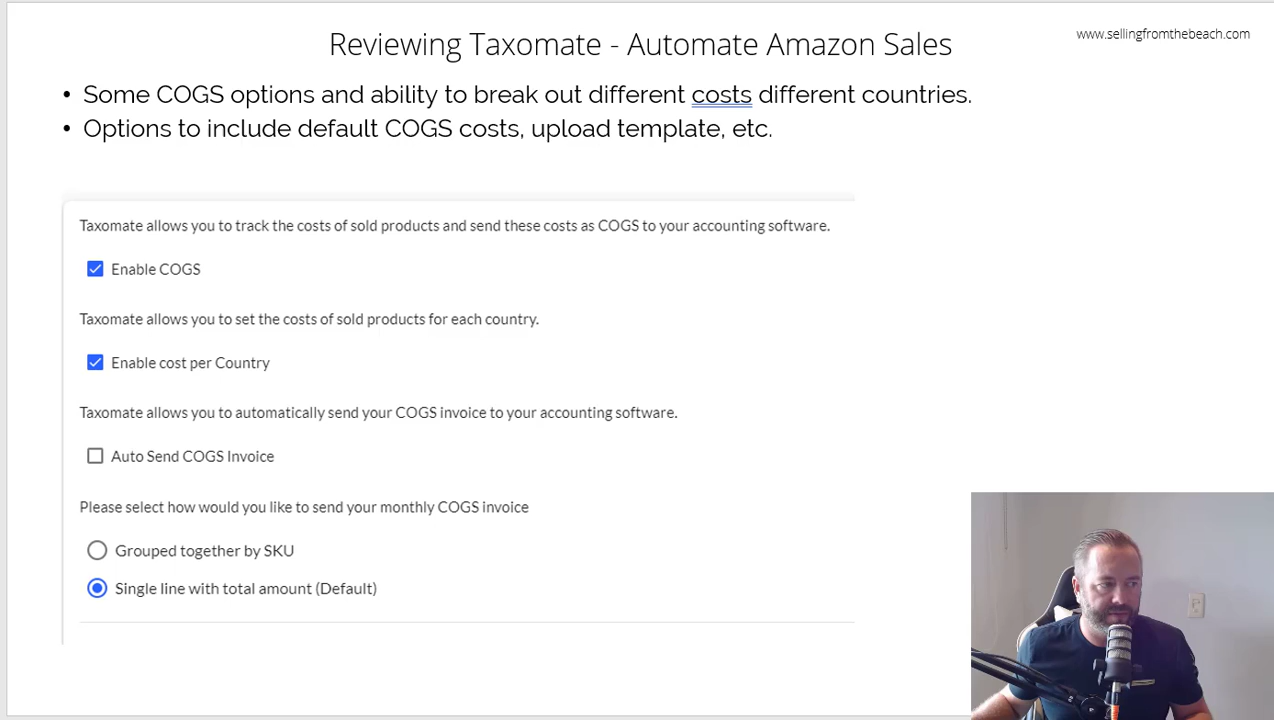 Reviewing Taxomate - Automate Amazon Sales
www.sellingfromthebeach.com
• Some COGS options and ability to break out different costs different countries.
• Options to include default COGS costs, upload template, etc.
Taxomate allows you to track the costs of sold products and send these costs as COGS to your accounting software.
Enable COGS
Taxomate allows you to set the costs of sold products for each country.
Enable cost per Country
Taxomate allows you to automatically send your COGS invoice to your accounting software.
Auto Send COGS Invoice
Please select how would you like to send your monthly COGS invoice
Grouped together by SKU
Single line with total amount (Default)